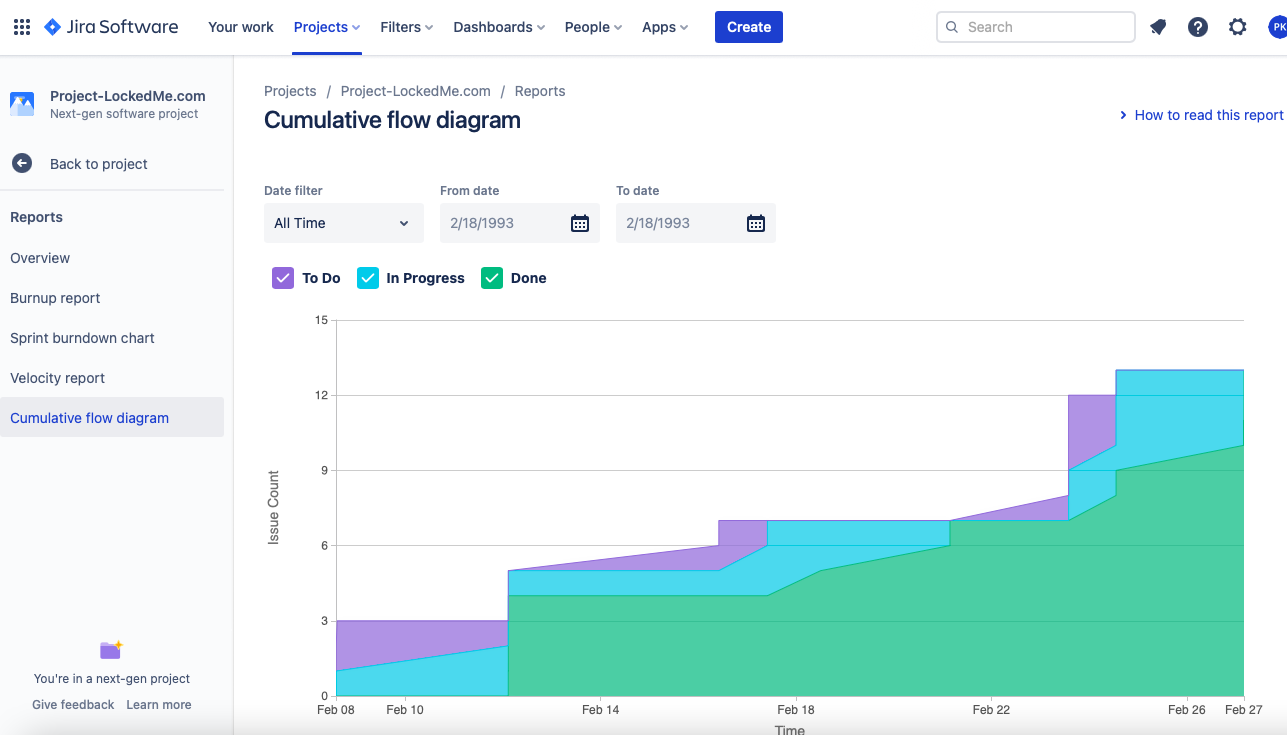 Jira Software Your work Projects Filters Dashboards People Apps Create Search PK
Project-LockedMe.com
Next-gen software project
Back to project
Reports
Overview
Burnup report
Sprint burndown chart
Velocity report
Cumulative flow diagram
You're in a next-gen project
Give feedback Learn more
Projects / Project-LockedMe.com / Reports
Cumulative flow diagram
How to read this report
Date filter From date To date
All Time 2/18/1993 2/18/1993
To Do In Progress Done
15
12
9
6
3
0
Issue Count
Feb 08 Feb 10 Feb 14 Feb 18 Feb 22 Feb 26 Feb 27
Time